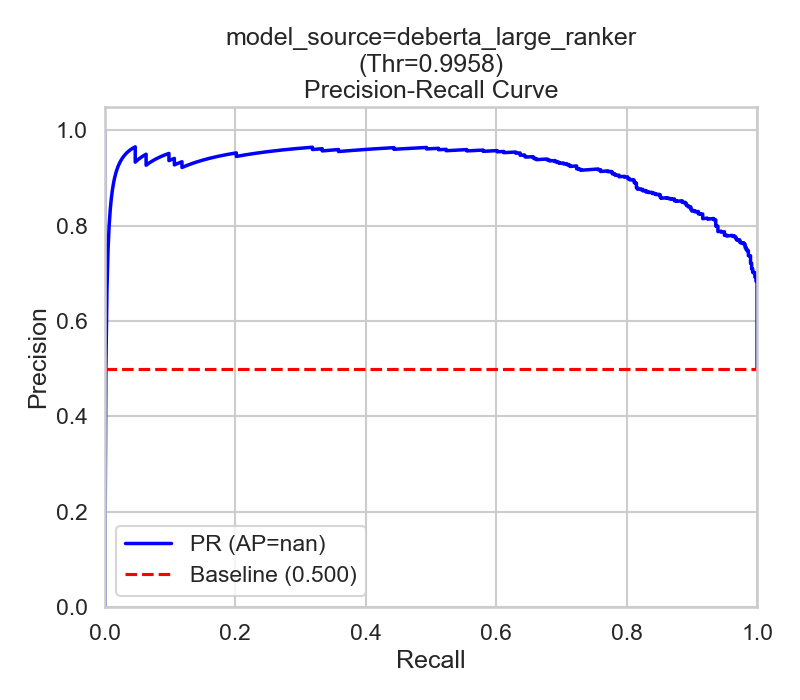 model_source=deberta_large_ranker
(Thr=0.9958)
Precision-Recall Curve
1.0
0.8
0.6
0.4
0.2
0.0
Precision
PR (AP=nan)
Baseline (0.500)
0.0 0.2 0.4 0.6 0.8 1.0
Recall